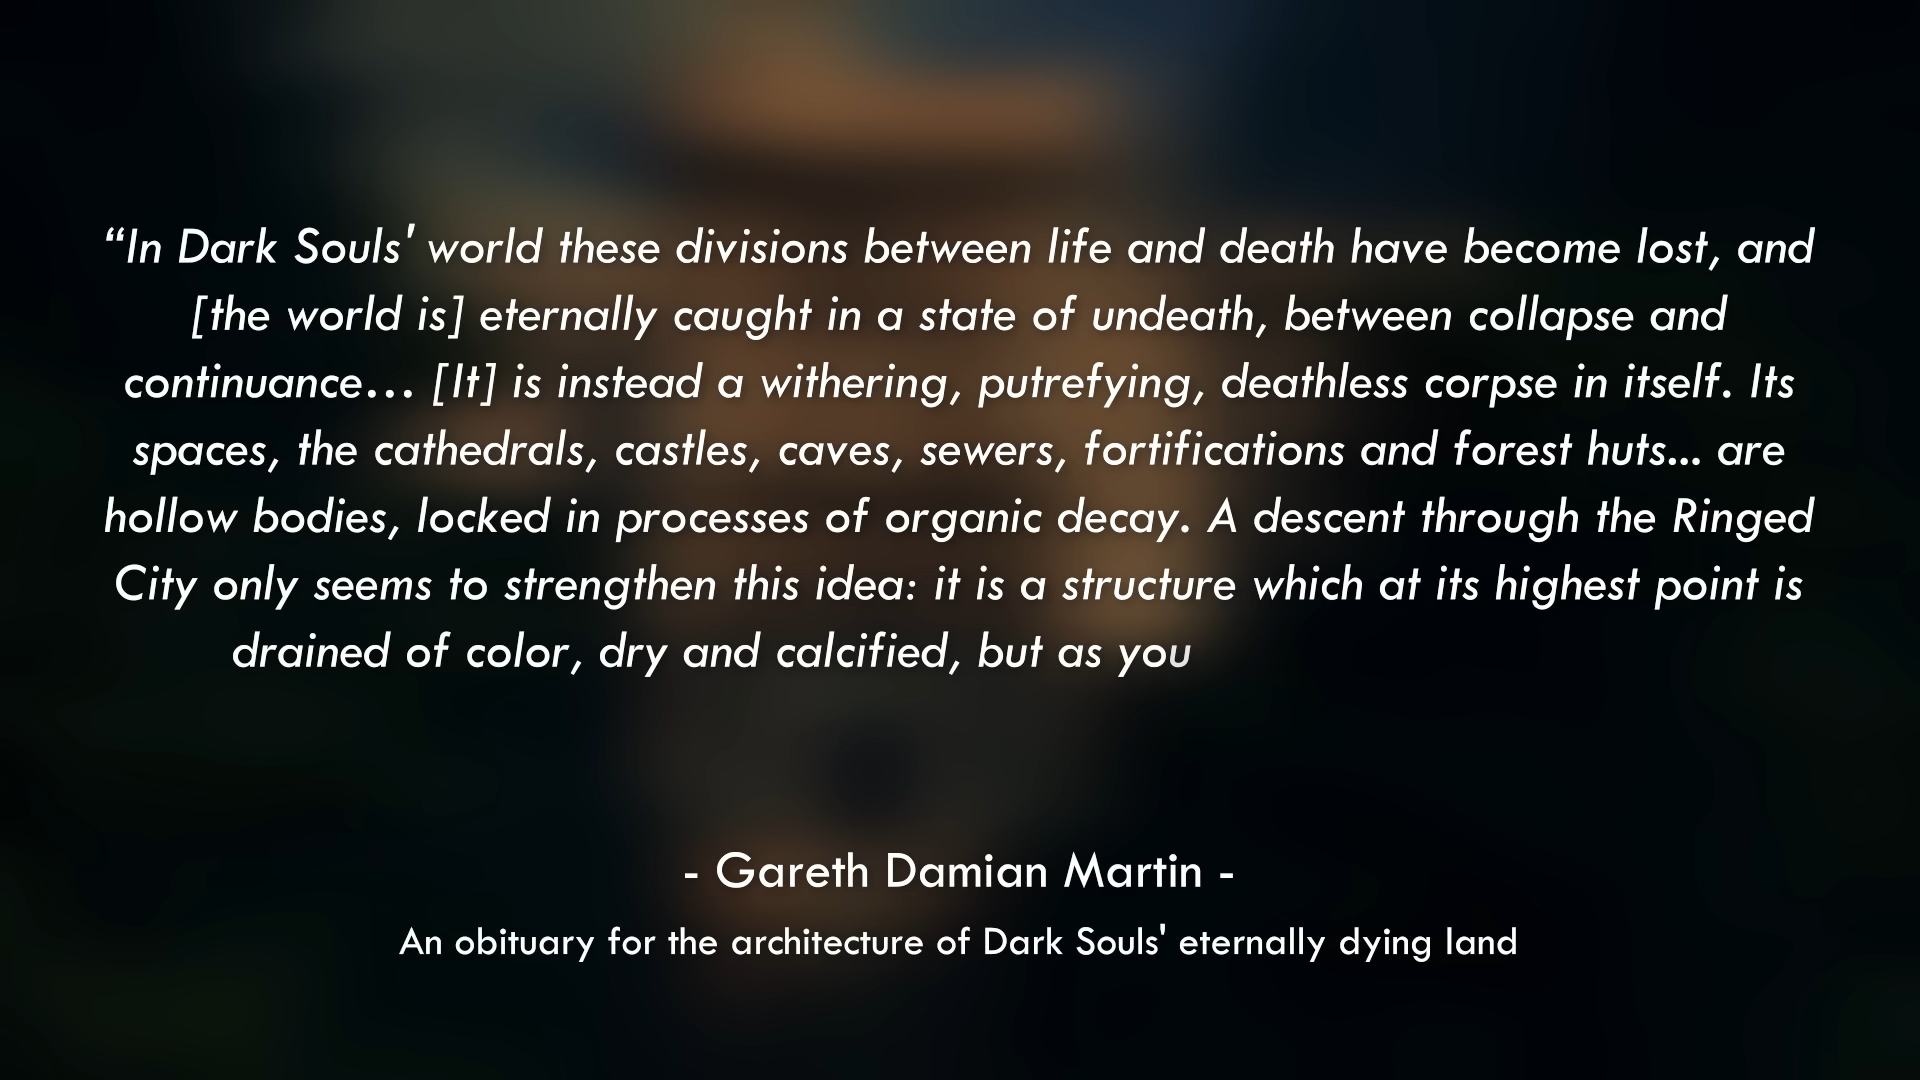 “In Dark Souls' world these divisions between life and death have become lost, and
[the world is] eternally caught in a state of undeath, between collapse and
continuance… [It] is instead a withering, putrefying, deathless corpse in itself. Its
spaces, the cathedrals, castles, caves, sewers, fortifications and forest huts... are
hollow bodies, locked in processes of organic decay. A descent through the Ringed
City only seems to strengthen this idea: it is a structure which at its highest point is
drained of color, dry and calcified, but as you
- Gareth Damian Martin -
An obituary for the architecture of Dark Souls' eternally dying land